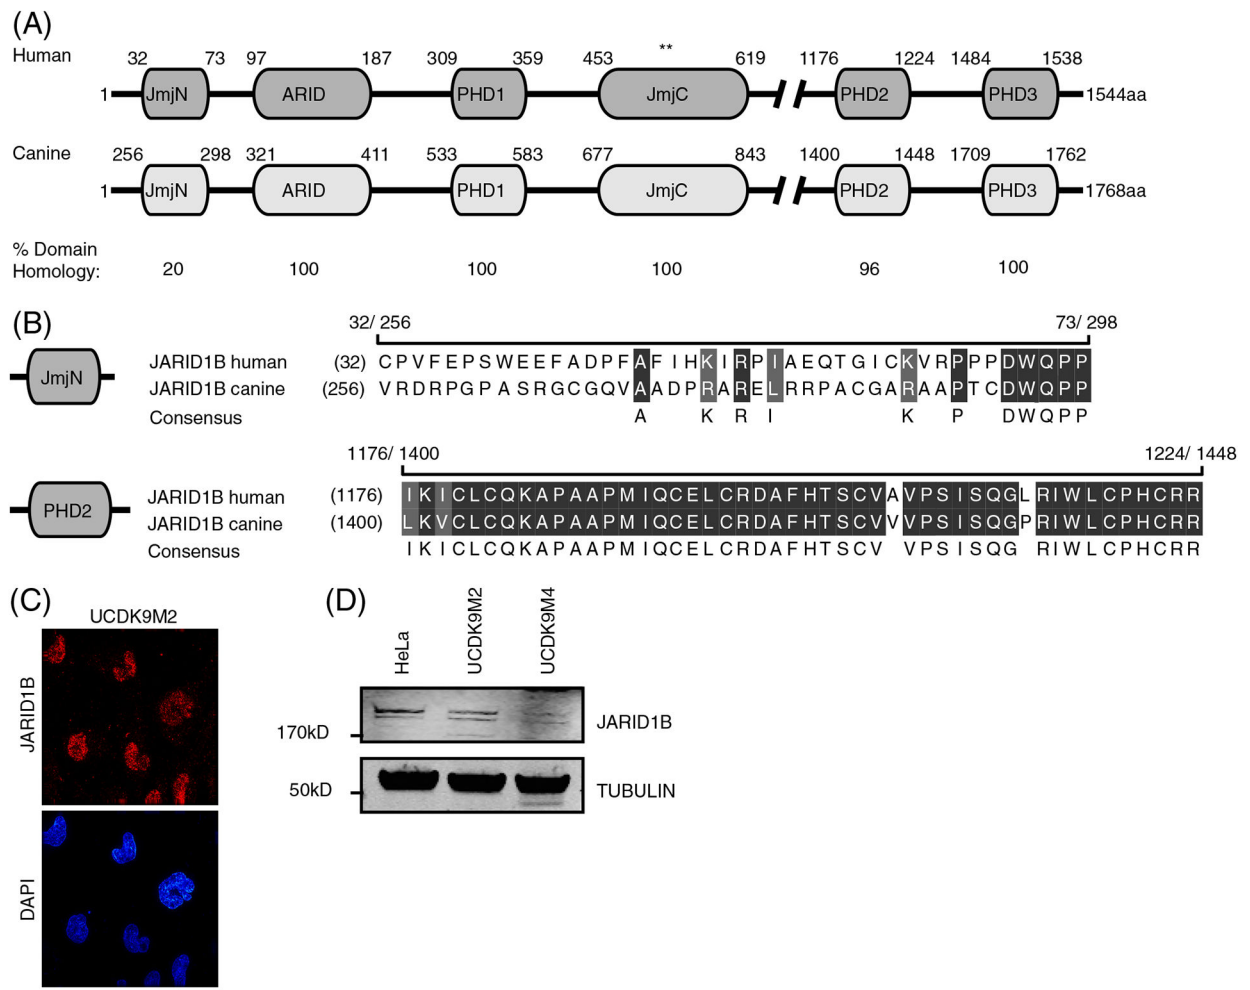 (A)
Human 32 73 97 187 309 359 453 ** 619 1176 1224 1484 1538
1 JmjN ARID PHD1 JmjC PHD2 PHD3 1544aa
Canine 256 298 321 411 533 583 677 843 1400 1448 1709 1762
1 JmjN ARID PHD1 JmjC PHD2 PHD3 1768aa
% Domain
Homology: 20 100 100 100 96 100
(B) 32/ 256 73/ 298
JmjN
JARID1B human (32) CPVFEPSWEEFADPFAFIHKIRPIAEQTGICKVRPPPDWQPP
JARID1B canine (256) VRDRPGPASRGCGQVAADPRARELRRPACGARAAPTCDWQPP
Consensus A K R I K P DWQPP
1176/ 1400 1224/ 1448
PHD2
JARID1B human (1176) IKICLCQKAPAAPMIQCELCRDAFHTSCVAVPSISQGLRIWLCPHCRR
JARID1B canine (1400) LKVCLCQKAPAAPMIQCELCRDAFHTSCVVVPSISQGPRIWLCPHCRR
Consensus IKICLCQKAPAAPMIQCELCRDAFHTSCV VPSISQG RIWLCPHCRR
(C)
UCDK9M2
JARID1B
DAPI
(D)
HeLa
UCDK9M2
UCDK9M4
170kD JARID1B
50kD TUBULIN